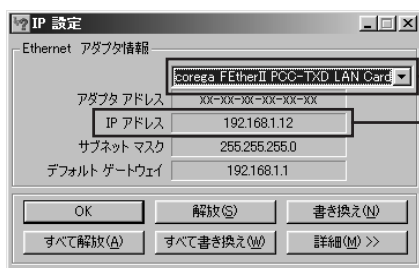 IP 設定
Ethernet アダプタ情報
corega FEtherII PCC-TXD LAN Card
アダプタ アドレス xx-xx-xx-xx-xx-xx
IP アドレス 192.168.1.12
サブネット マスク 255.255.255.0
デフォルト ゲートウェイ 192.168.1.1
OK 解放(S) 書き換え(N)
すべて解放(A) すべて書き換え(W) 詳細(M) >>